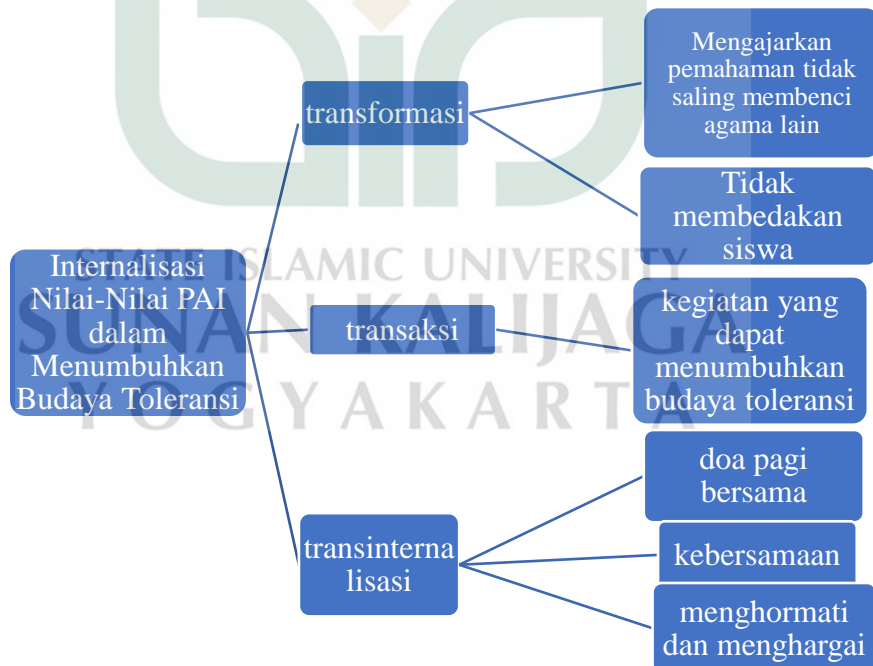 Internalisasi
Nilai-Nilai PAI
dalam
Menumbuhkan
Budaya Toleransi
transformasi
Mengajarkan
pemahaman tidak
saling membenci
agama lain
Tidak
membedakan
siswa
transaksi
kegiatan yang
dapat
menumbuhkan
budaya toleransi
transinterna
lisasi
doa pagi
bersama
kebersamaan
menghormati
dan menghargai
STATE ISLAMIC UNIVERSITY
SUNAN KALIJAGA
YOGYAKARTA